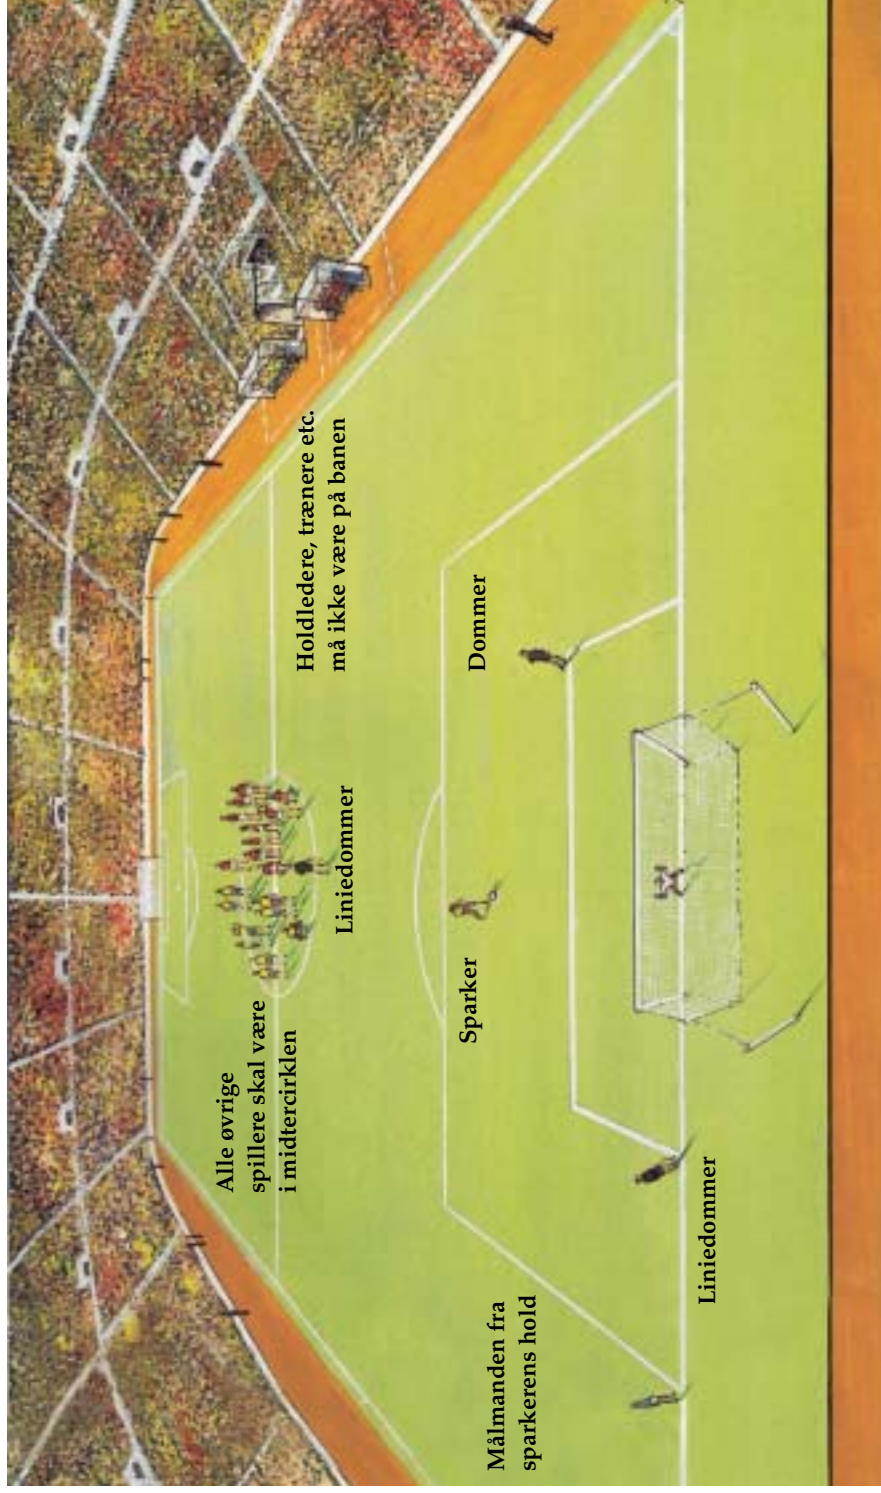 Alle øvrige
spillere skal være
i midtercirklen
Liniedommer
Holdledere, trænere etc.
må ikke være på banen
Målmanden fra
sparkerens hold
Sparker
Dommer
Liniedommer